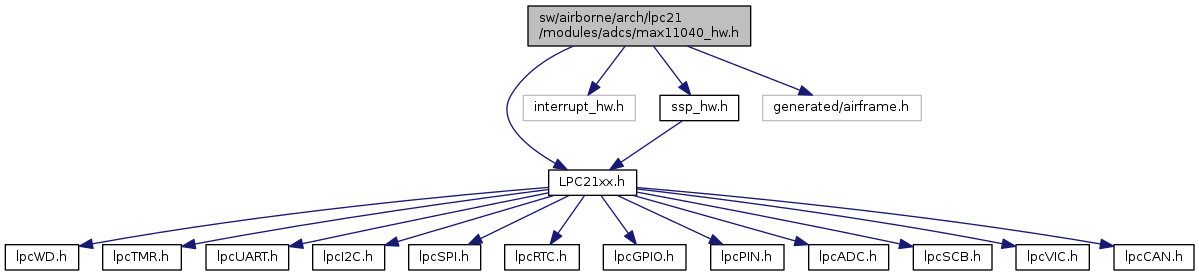 sw/airborne/arch/lpc21
/modules/adcs/max11040_hw.h
interrupt_hw.h
ssp_hw.h
generated/airframe.h
LPC21xx.h
lpcWD.h
lpcTMR.h
lpcUART.h
lpcI2C.h
lpcSPI.h
lpcRTC.h
lpcGPIO.h
lpcPIN.h
lpcADC.h
lpcSCB.h
lpcVIC.h
lpcCAN.h